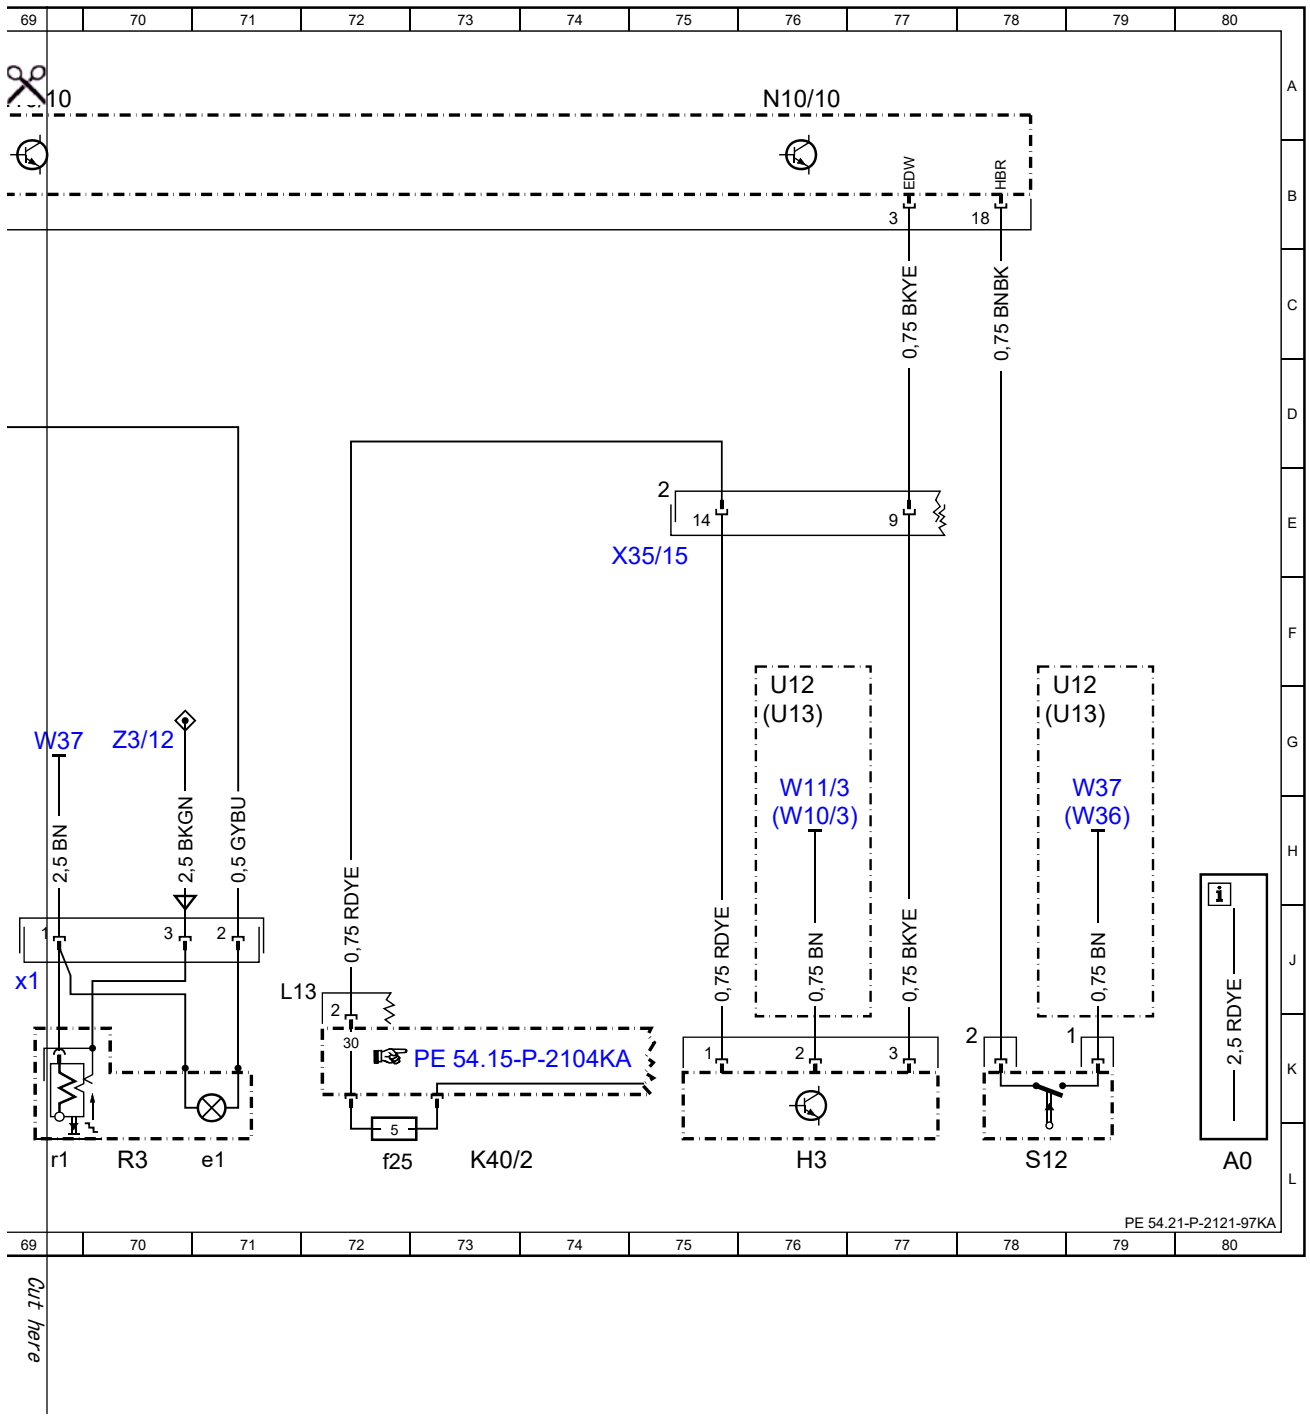 69 70 71 72 73 74 75 76 77 78 79 80
A
B
C
D
E
F
G
H
J
K
L
10
N10/10
EDW
HBR
3
18
0,75 BKYE
0,75 BNBK
2
14
9
X35/15
U12
(U13)
U12
(U13)
W37
Z3/12
W11/3
(W10/3)
W37
(W36)
2,5 BN
2,5 BKGN
0,5 GYBU
0,75 RDYE
0,75 RDYE
0,75 BN
0,75 BKYE
0,75 BN
i
2,5 RDYE
1
3
2
x1
L13
2
30
PE 54.15-P-2104KA
1
2
3
2
1
5
r1
R3
e1
f25
K40/2
H3
S12
A0
PE 54.21-P-2121-97KA
69 70 71 72 73 74 75 76 77 78 79 80
Cut here